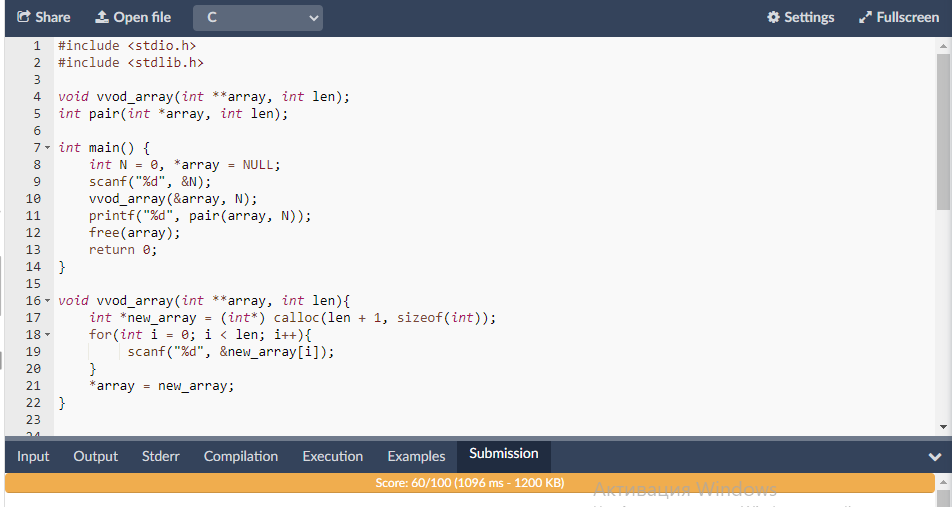 Share Open file C Settings Fullscreen
1 #include <stdio.h>
2 #include <stdlib.h>
3
4 void vvod_array(int **array, int len);
5 int pair(int *array, int len);
6
7 int main() {
8 int N = 0, *array = NULL;
9 scanf("%d", &N);
10 vvod_array(&array, N);
11 printf("%d", pair(array, N));
12 free(array);
13 return 0;
14 }
15
16 void vvod_array(int **array, int len){
17 int *new_array = (int*) calloc(len + 1, sizeof(int));
18 for(int i = 0; i < len; i++){
19 scanf("%d", &new_array[i]);
20 }
21 *array = new_array;
22 }
23
24
Input Output Stderr Compilation Execution Examples Submission
Score: 60/100 (1096 ms - 1200 KB)
Активация Windows